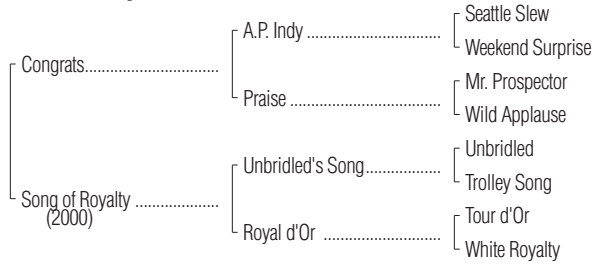 Seattle Slew
A.P. Indy ..............................
Weekend Surprise
Congrats..............................
Mr. Prospector
Praise ..................................
Wild Applause
Unbridled
Unbridled's Song.................
Trolley Song
Song of Royalty ...................
(2000)
Tour d'Or
Royal d'Or ..........................
White Royalty